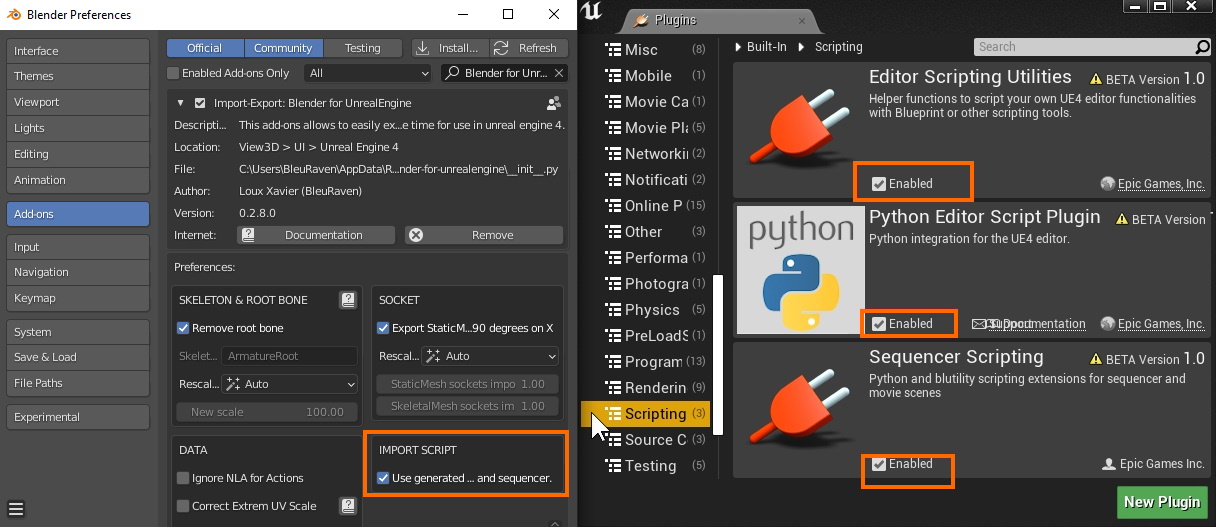 Blender Preferences
Interface
Themes
Viewport
Lights
Editing
Animation
Add-ons
Input
Navigation
Keymap
System
Save & Load
File Paths
Experimental
Official
Community
Testing
Install...
Refresh
Enabled Add-ons Only
All
Blender for Unr...
Import-Export: Blender for UnrealEngine
Descripti...
This add-ons allows to easily ex...e time for use in unreal engine 4.
Location:
View3D > UI > Unreal Engine 4
File:
C:\Users\BleuRaven\AppData\R...nder-for-unrealengine\__init__.py
Author:
Loux Xavier (BleuRaven)
Version:
0.2.8.0
Internet:
Documentation
Remove
Preferences:
SKELETON & ROOT BONE
Remove root bone
Skelet...
ArmatureRoot
Rescal...
Auto
New scale 100.00
SOCKET
Export StaticM...90 degrees on X
Rescal...
Auto
StaticMesh sockets impo 1.00
SkeletalMesh sockets im 1.00
DATA
Ignore NLA for Actions
Correct Extrem UV Scale
IMPORT SCRIPT
Use generated ... and sequencer.
Plugins
Misc (8)
Mobile (1)
Movie Ca (1)
Movie Pla (5)
Networki (2)
Notificati (2)
Online P (15)
Other (3)
Performa (1)
Photogra (1)
Physics (5)
PreLoadS (1)
Program (13)
Renderin (9)
Scripting (3)
Source C (3)
Testing (5)
Built-In
Scripting
Search
Editor Scripting Utilities
BETA Version 1.0
Helper functions to script your own UE4 editor functionalities
with Blueprint or other scripting tools.
Enabled
Epic Games, Inc.
python
Python Editor Script Plugin
BETA Version
Python integration for the UE4 editor.
Enabled
Support
Documentation
Epic Games, Inc.
Sequencer Scripting
BETA Version 1.0
Python and blutility scripting extensions for sequencer and
movie scenes
Enabled
Epic Games Inc.
New Plugin